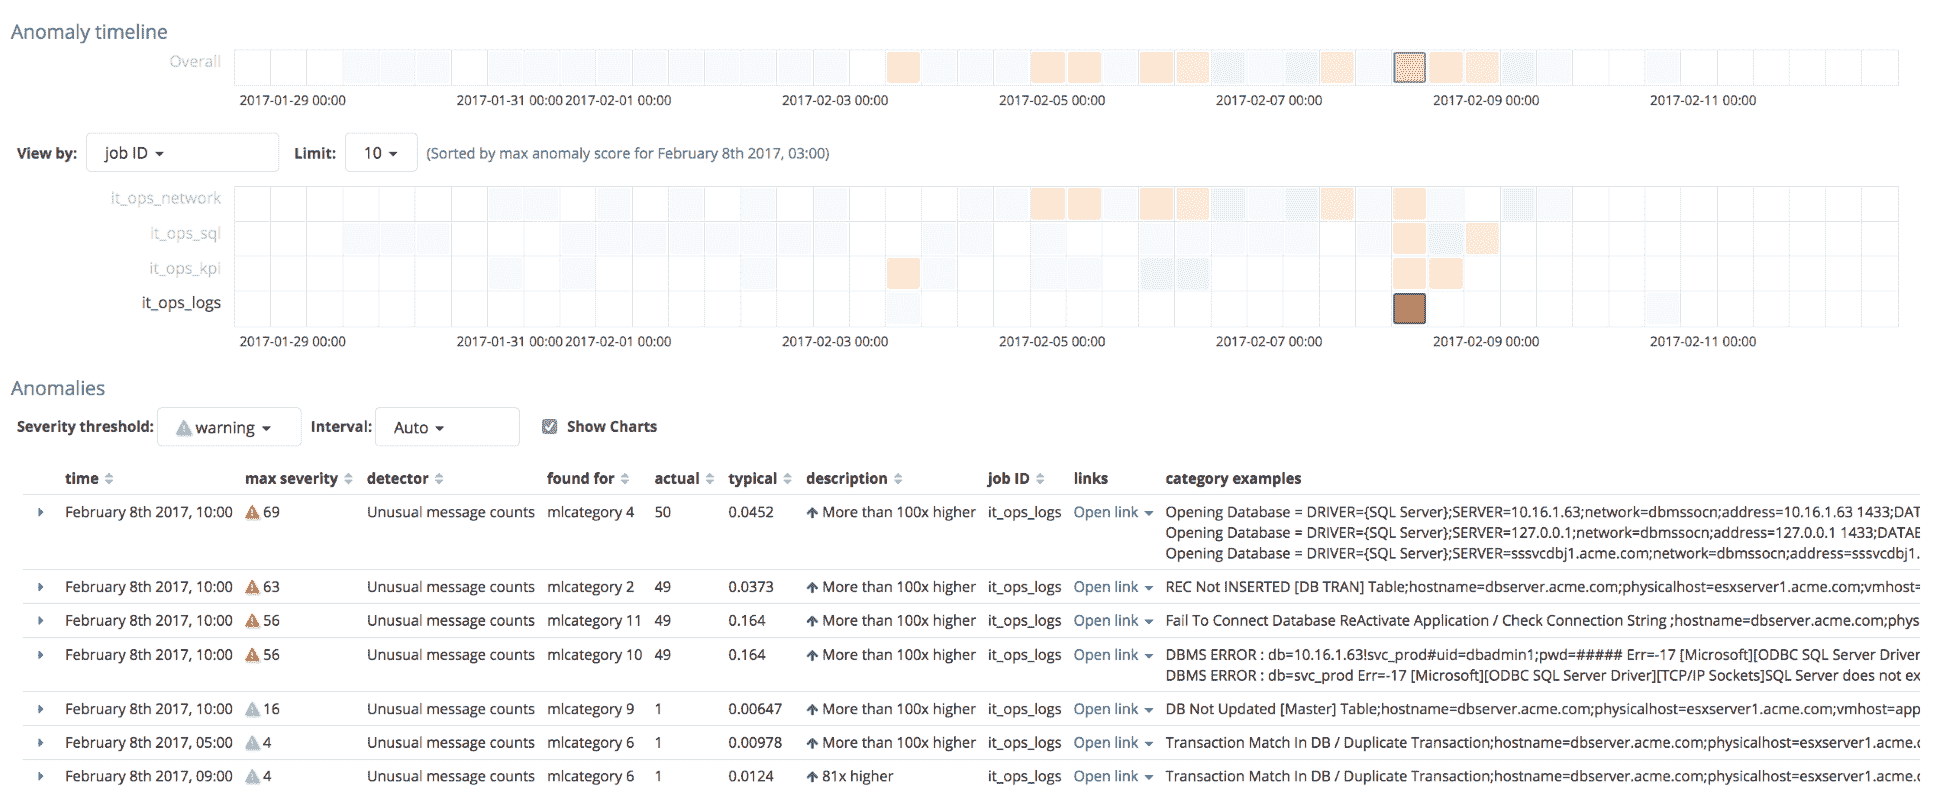 Anomaly timeline
Overall
2017-01-29 00:00 2017-01-31 00:00 2017-02-01 00:00 2017-02-03 00:00 2017-02-05 00:00 2017-02-07 00:00 2017-02-09 00:00 2017-02-11 00:00
View by: job ID Limit: 10 (Sorted by max anomaly score for February 8th 2017, 03:00)
it_ops_network
it_ops_sql
it_ops_kpi
it_ops_logs
2017-01-29 00:00 2017-01-31 00:00 2017-02-01 00:00 2017-02-03 00:00 2017-02-05 00:00 2017-02-07 00:00 2017-02-09 00:00 2017-02-11 00:00
Anomalies
Severity threshold: warning Interval: Auto Show Charts
time max severity detector found for actual typical description job ID links category examples
February 8th 2017, 10:00 69 Unusual message counts mlcategory 4 50 0.0452 More than 100x higher it_ops_logs Open link Opening Database = DRIVER={SQL Server};SERVER=10.16.1.63;network=dbmssocn;address=10.16.1.63 1433;DAT
Opening Database = DRIVER={SQL Server};SERVER=127.0.0.1;network=dbmssocn;address=127.0.0.1 1433;DATAE
Opening Database = DRIVER={SQL Server};SERVER=sssvcdbj1.acme.com;network=dbmssocn;address=sssvcdbj1.
February 8th 2017, 10:00 63 Unusual message counts mlcategory 2 49 0.0373 More than 100x higher it_ops_logs Open link REC Not INSERTED [DB TRAN] Table;hostname=dbserver.acme.com;physicalhost=esxserver1.acme.com;vmhost=
February 8th 2017, 10:00 56 Unusual message counts mlcategory 11 49 0.164 More than 100x higher it_ops_logs Open link Fail To Connect Database ReActivate Application / Check Connection String ;hostname=dbserver.acme.com;phys
February 8th 2017, 10:00 56 Unusual message counts mlcategory 10 49 0.164 More than 100x higher it_ops_logs Open link DBMS ERROR : db=10.16.1.63!svc_prod#uid=dbadmin1;pwd=##### Err=-17 [Microsoft][ODBC SQL Server Driver
DBMS ERROR : db=svc_prod Err=-17 [Microsoft][ODBC SQL Server Driver][TCP/IP Sockets]SQL Server does not ex
February 8th 2017, 10:00 16 Unusual message counts mlcategory 9 1 0.00647 More than 100x higher it_ops_logs Open link DB Not Updated [Master] Table;hostname=dbserver.acme.com;physicalhost=esxserver1.acme.com;vmhost=app
February 8th 2017, 05:00 4 Unusual message counts mlcategory 6 1 0.00978 More than 100x higher it_ops_logs Open link Transaction Match In DB / Duplicate Transaction;hostname=dbserver.acme.com;physicalhost=esxserver1.acme.c
February 8th 2017, 09:00 4 Unusual message counts mlcategory 6 1 0.0124 81x higher it_ops_logs Open link Transaction Match In DB / Duplicate Transaction;hostname=dbserver.acme.com;physicalhost=esxserver1.acme.c